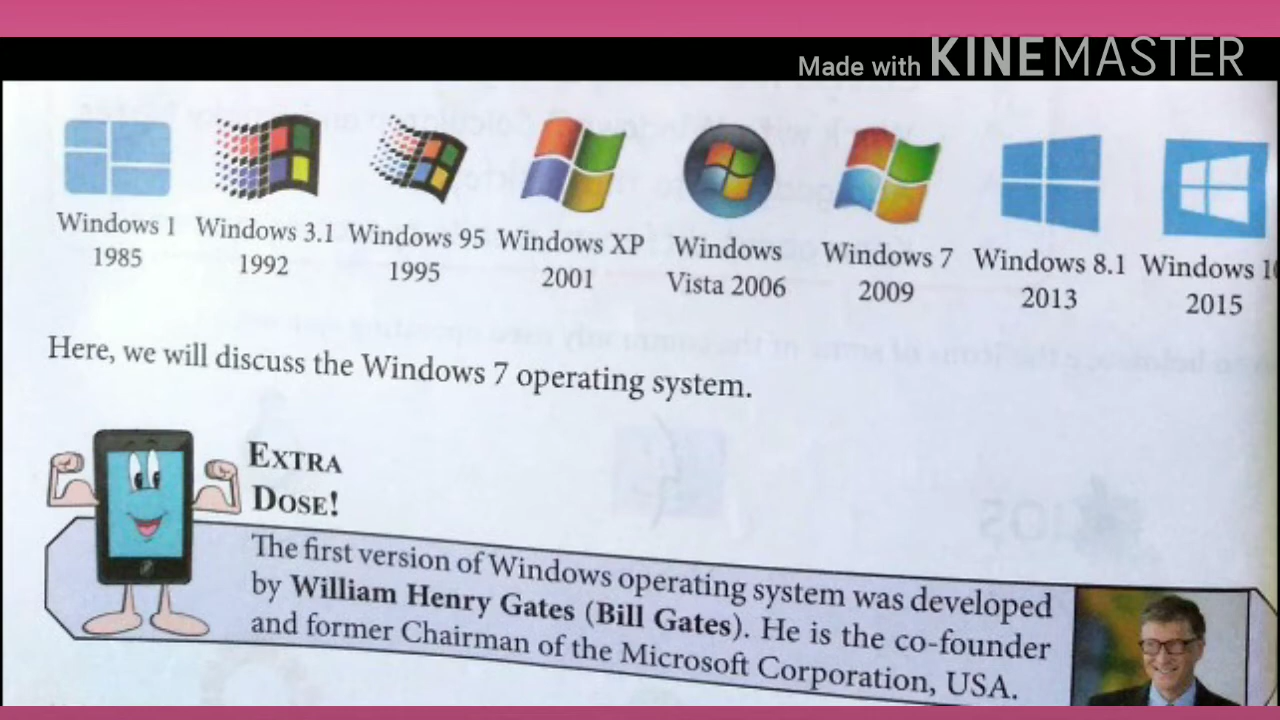 Made with KINEMASTER
Windows 1 Windows 3.1 Windows 95 Windows XP Windows Windows 7 Windows 8.1 Windows
1985 1992 1995 2001 Vista 2006 2009 2013 2015
Here, we will discuss the Windows 7 operating system.
EXTRA
DOSE!
The first version of Windows operating system was developed
by William Henry Gates (Bill Gates). He is the co-founder
and former Chairman of the Microsoft Corporation, USA.